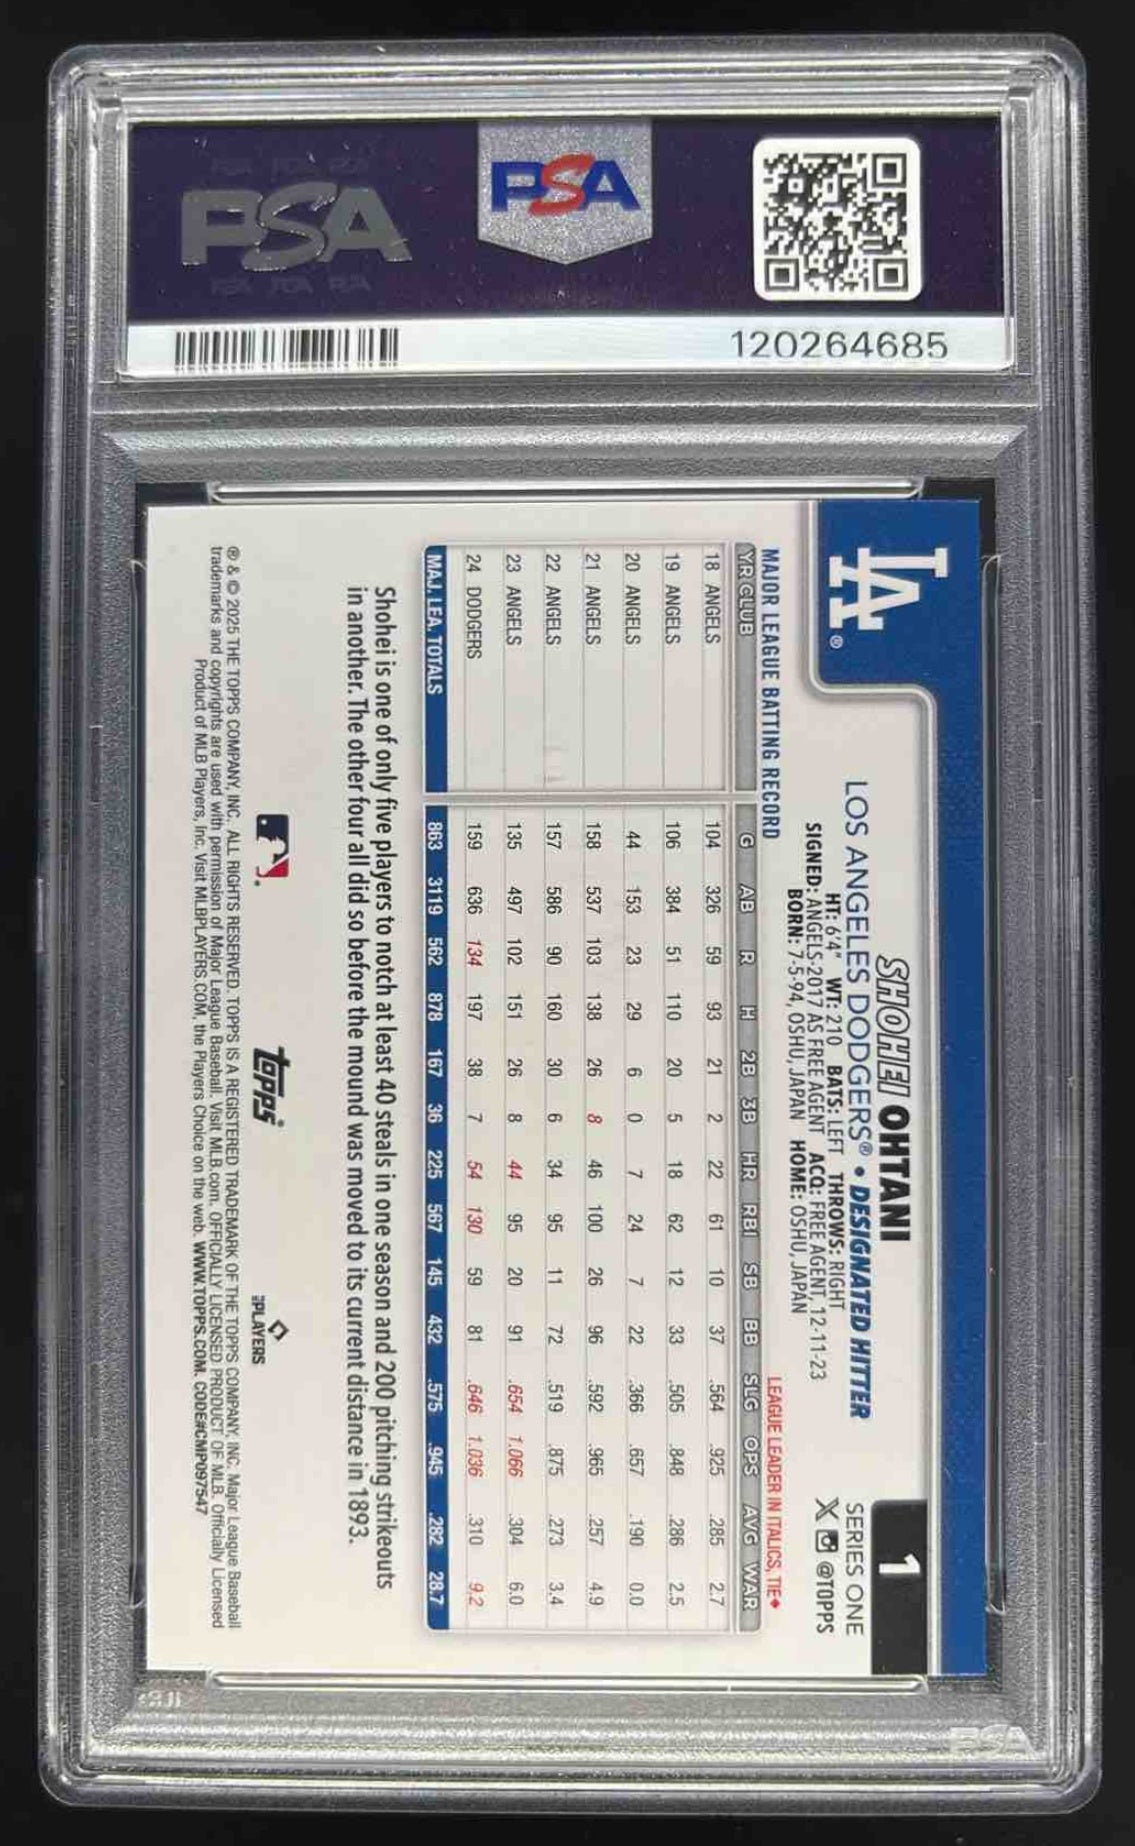 PSA
PSA
120264685
LA®
SHOHEI OHTANI
1
LOS ANGELES DODGERS® • DESIGNATED HITTER
SERIES ONE
HT: 6'4" WT: 210 BATS: LEFT THROWS: RIGHT
X @TOPPS
SIGNED: ANGELS-2017 AS FREE AGENT ACQ: FREE AGENT, 12-11-23
BORN: 7-5-94, OSHU, JAPAN HOME: OSHU, JAPAN
MAJOR LEAGUE BATTING RECORD
LEAGUE LEADER IN ITALICS, TIE♦
YR CLUB G AB R H 2B 3B HR RBI SB BB SLG OPS AVG WAR
18 ANGELS 104 326 59 93 21 2 22 61 10 37 .564 .925 .285 2.7
19 ANGELS 106 384 51 110 20 5 18 62 12 33 .505 .848 .286 2.5
20 ANGELS 44 153 23 29 6 0 7 24 7 22 .366 .657 .190 0.0
21 ANGELS 158 537 103 138 26 8 46 100 26 96 .592 .965 .257 4.9
22 ANGELS 157 586 90 160 30 6 34 95 11 72 .519 .875 .273 3.4
23 ANGELS 135 497 102 151 26 8 44 95 20 91 .654 1.066 .304 6.0
24 DODGERS 159 636 134 197 38 7 54 130 59 81 .646 1.036 .310 9.2
MAJ. LEA. TOTALS 863 3119 562 878 167 36 225 567 145 432 .575 .945 .282 28.7
Shohei is one of only five players to notch at least 40 steals in one season and 200 pitching strikeouts
in another. The other four all did so before the mound was moved to its current distance in 1893.
topps
PLAYERS
® & © 2025 THE TOPPS COMPANY, INC. ALL RIGHTS RESERVED. TOPPS IS A REGISTERED TRADEMARK OF THE TOPPS COMPANY, INC. Major League Baseball
trademarks and copyrights are used with permission of Major League Baseball. Visit MLB.com. OFFICIALLY LICENSED PRODUCT OF MLB. Officially Licensed
Product of MLB Players, Inc. Visit MLBPLAYERS.COM, the Players Choice on the web. WWW.TOPPS.COM. CODE#CMP097547
PSA